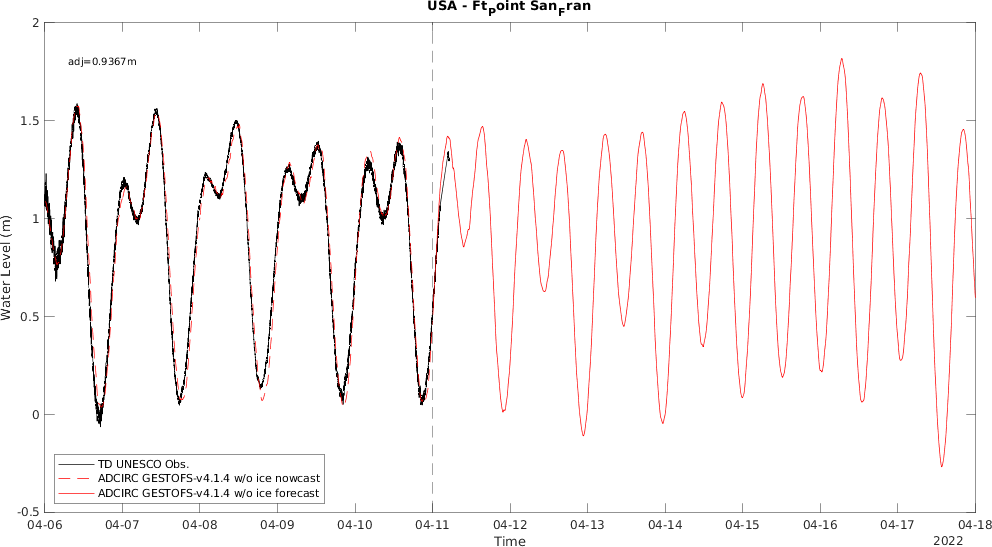 USA - FtPoint SanFran
adj=0.9367m
2
1.5
1
0.5
0
-0.5
Water Level (m)
TD UNESCO Obs.
ADCIRC GESTOFS-v4.1.4 w/o ice nowcast
ADCIRC GESTOFS-v4.1.4 w/o ice forecast
04-06 04-07 04-08 04-09 04-10 04-11 04-12 04-13 04-14 04-15 04-16 04-17 04-18
Time
2022